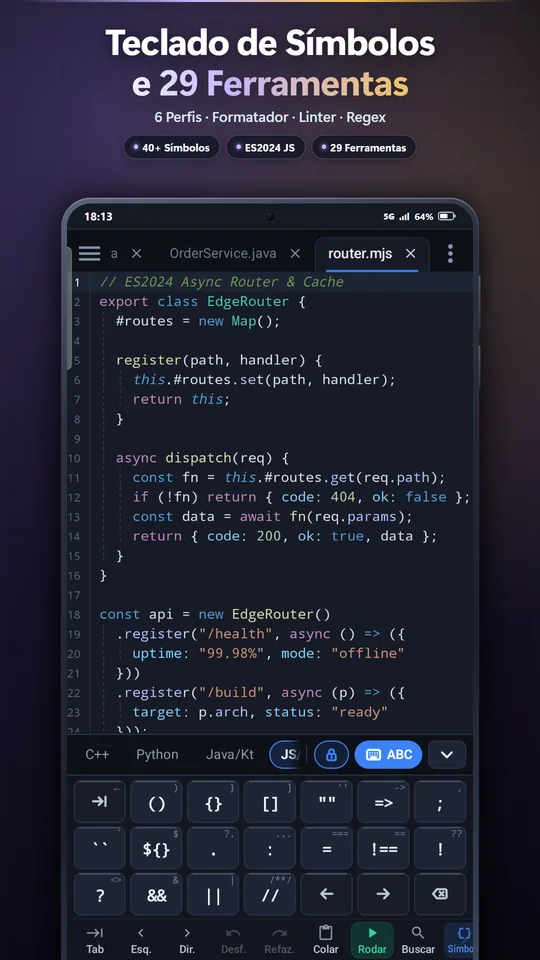 Teclado de Símbolos
e 29 Ferramentas
6 Perfis · Formatador · Linter · Regex
40+ Símbolos
ES2024 JS
29 Ferramentas
18:13
5G 64%
a × OrderService.java × router.mjs ×
1 // ES2024 Async Router & Cache
2 export class EdgeRouter {
3 #routes = new Map();
4
5 register(path, handler) {
6 this.#routes.set(path, handler);
7 return this;
8 }
9
10 async dispatch(req) {
11 const fn = this.#routes.get(req.path);
12 if (!fn) return { code: 404, ok: false };
13 const data = await fn(req.params);
14 return { code: 200, ok: true, data };
15 }
16 }
17
18 const api = new EdgeRouter()
19 .register("/health", async () => ({
20 uptime: "99.98%", mode: "offline"
21 }))
22 .register("/build", async (p) => ({
23 target: p.arch, status: "ready"
24 }));
C++ Python Java/Kt JS/ ABC
← ) } ] '' -> ,
→| () {} [] "" => ;
` $ ?. ... === == ??
`` ${} . : = !== !
<> & | /**/
? && || // ← →
Tab Esq. Dir. Desf. Refaz. Colar Rodar Buscar Símbo